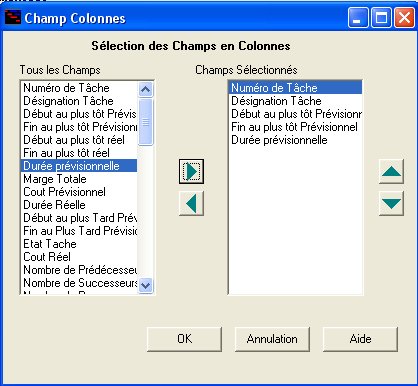 Champ Colonnes
Sélection des Champs en Colonnes
Tous les Champs
Numéro de Tâche
Désignation Tâche
Début au plus tôt Prévis
Fin au plus tôt Prévision
Début au plus tôt réel
Fin au plus tôt réel
Durée prévisionnelle
Marge Totale
Cout Prévisionnel
Durée Réelle
Début au plus Tard Prév
Fin au Plus Tard Prévisio
Etat Tache
Cout Réel
Nombre de Prédécesseu
Nombre de Successeurs
Champs Sélectionnés
Numéro de Tâche
Désignation Tâche
Début au plus tôt Prévisionr
Fin au plus tôt Prévisionnel
Durée prévisionnelle
OK
Annulation
Aide